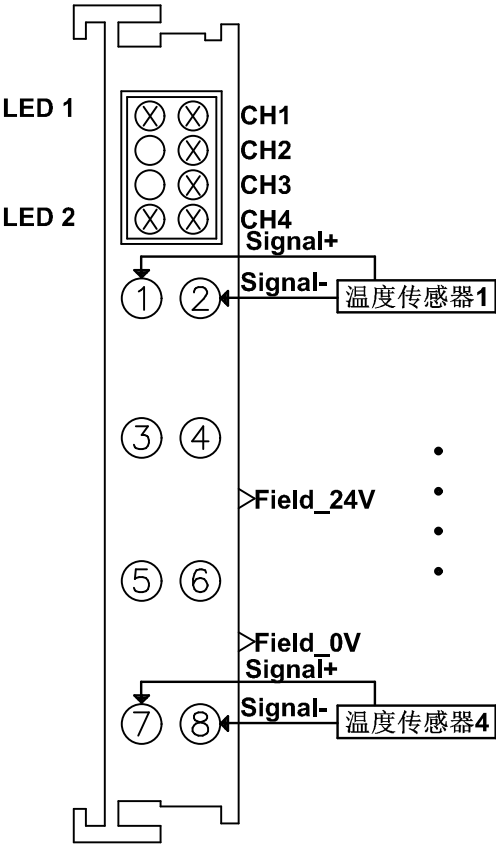 LED 1
CH1
CH2
CH3
LED 2
CH4
Signal+
Signal-
1 2
温度传感器1
3 4
Field_24V
5 6
Field_0V
Signal+
Signal-
7 8
温度传感器4